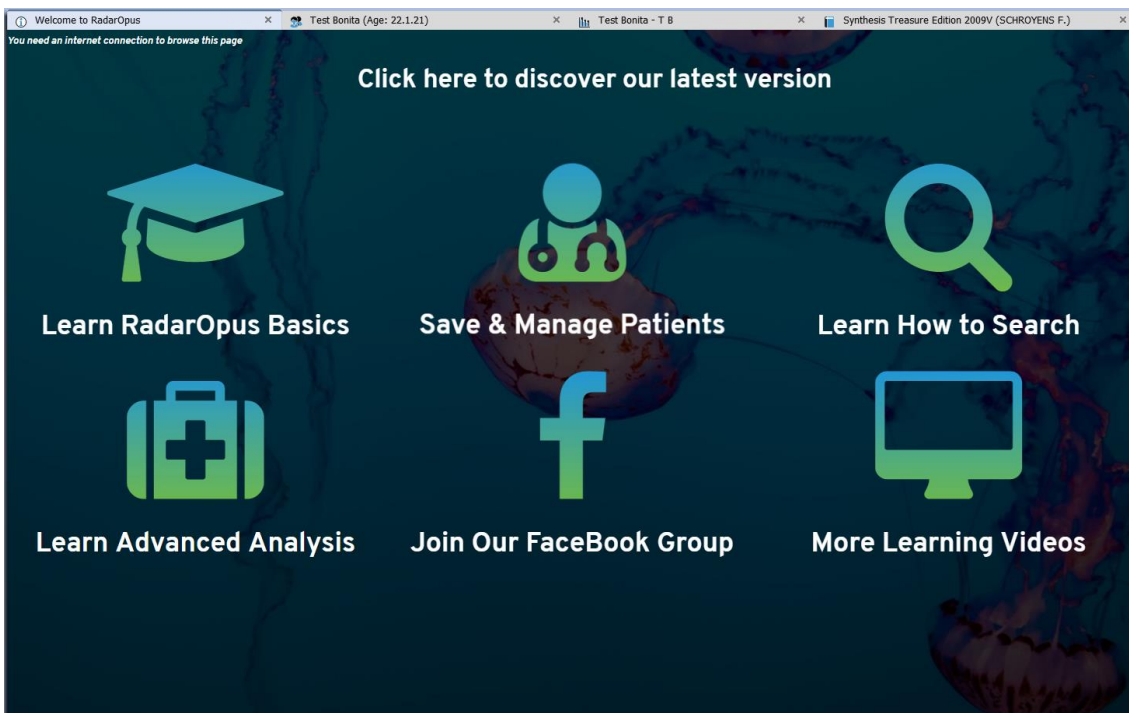 Welcome to RadarOpus
Test Bonita (Age: 22.1.21)
Test Bonita - T B
Synthesis Treasure Edition 2009V (SCHROYENS F.)
You need an internet connection to browse this page
Click here to discover our latest version
Learn RadarOpus Basics
Save & Manage Patients
Learn How to Search
Learn Advanced Analysis
Join Our FaceBook Group
More Learning Videos